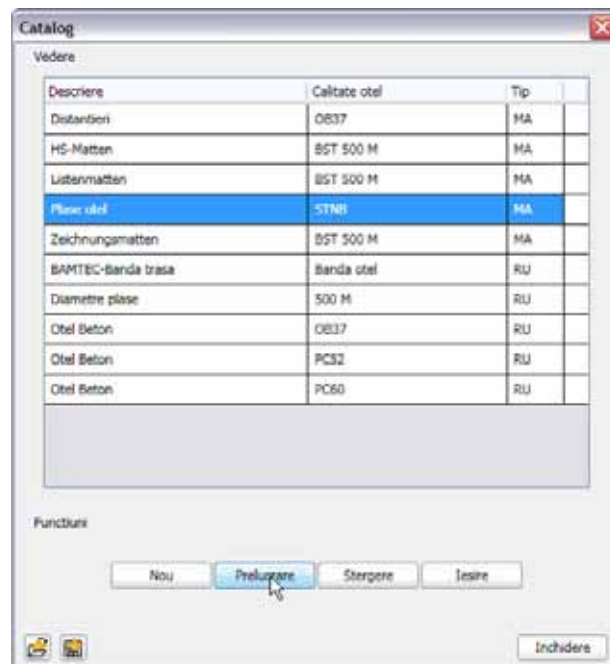 Catalog
Vedere
Descriere Calitate otel Tip
Distantieri OB37 MA
HS-Matten BST 500 M MA
Listenmatten BST 500 M MA
Plase otel STNB MA
Zeichnungsmatten BST 500 M MA
BAMTEC-Banda trasa Banda otel RU
Diametre plase 500 M RU
Otel Beton OB37 RU
Otel Beton PC52 RU
Otel Beton PC60 RU
Functiuni
Nou Preluare Stergere Iesire
Inchidere